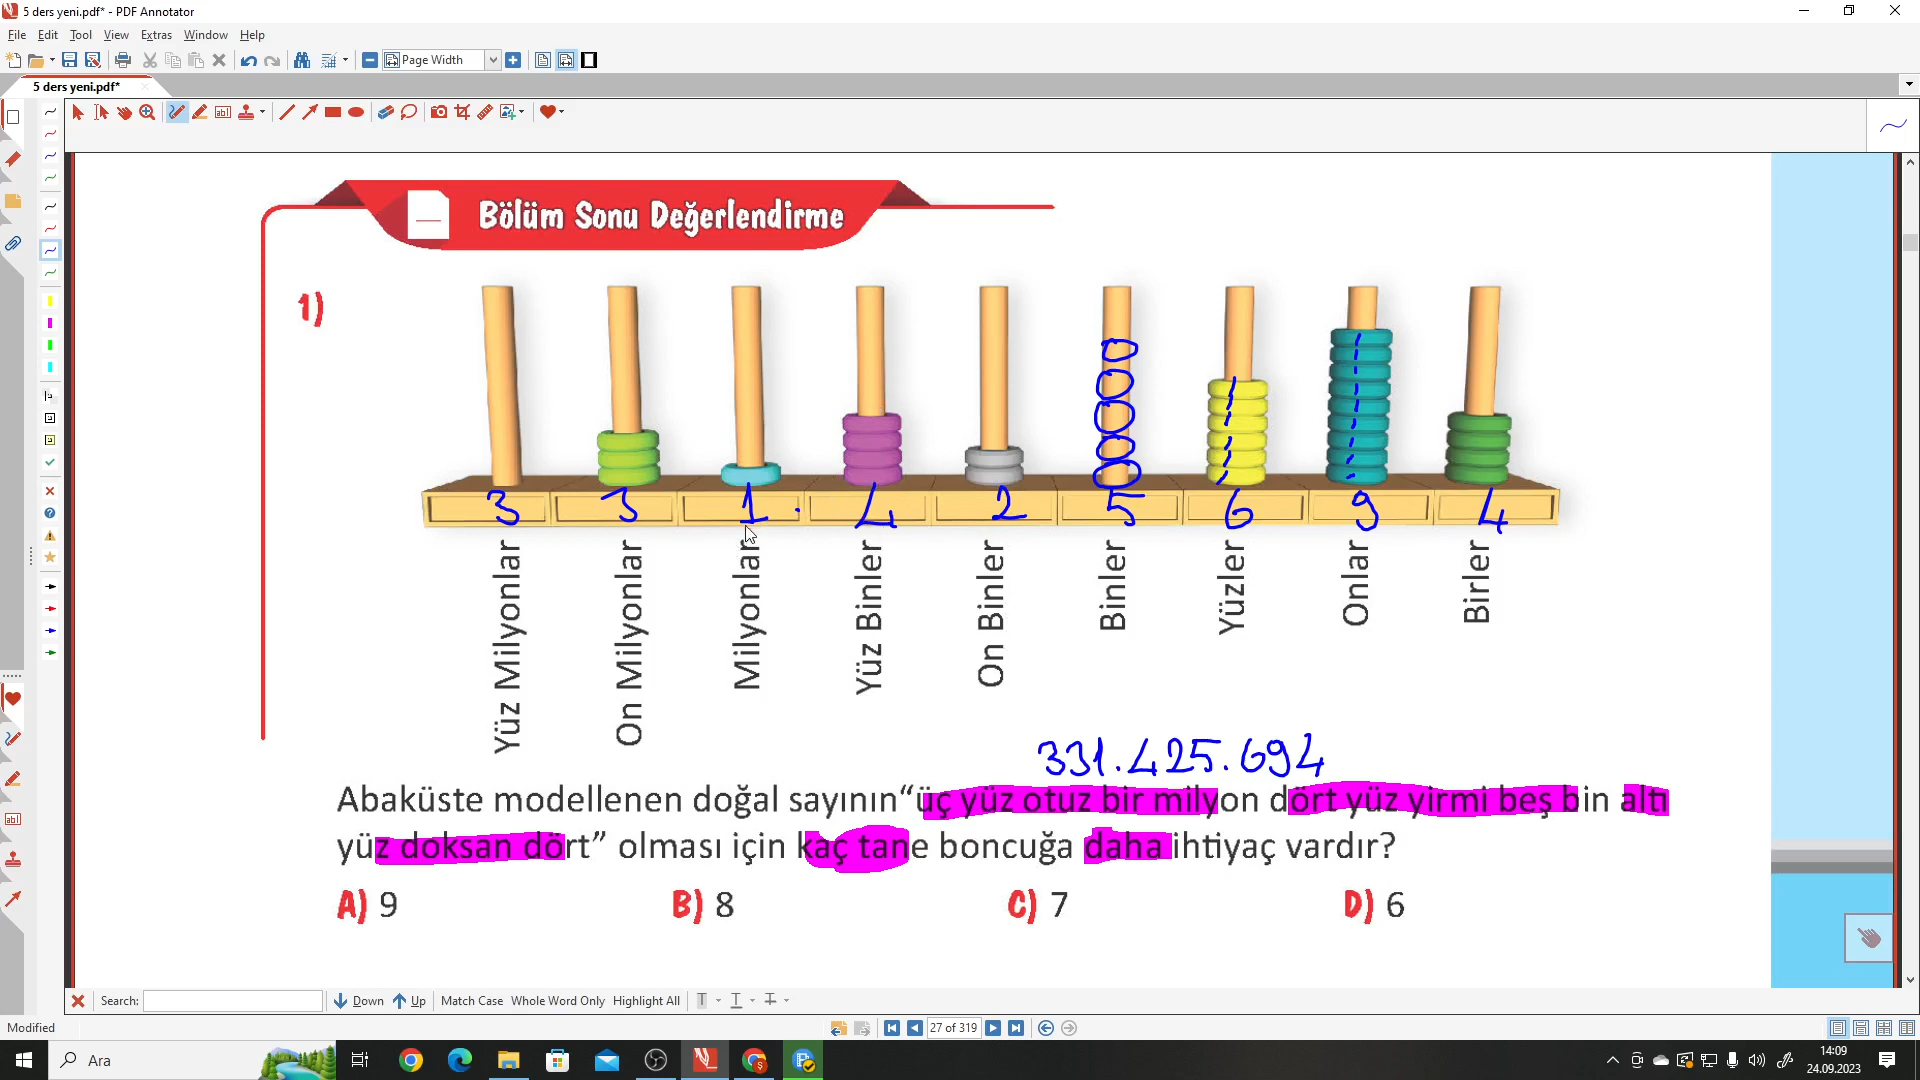 5 ders yeni.pdf* - PDF Annotator
File Edit Tool View Extras Window Help
Page Width
5 ders yeni.pdf*
Bölüm Sonu Değerlendirme
1)
3 3 1 . 4 2 5 6 9 4
Yüz Milyonlar
On Milyonlar
Milyonlar
Yüz Binler
On Binler
Binler
Yüzler
Onlar
Birler
331.425.694
Abaküste modellenen doğal sayının “üç yüz otuz bir milyon dört yüz yirmi beş bin altı
yüz doksan dört” olması için kaç tane boncuğa daha ihtiyaç vardır?
A) 9 B) 8 C) 7 D) 6
Search: Down Up Match Case Whole Word Only Highlight All
Modified 27 of 319
Ara 14:09
24.09.2023